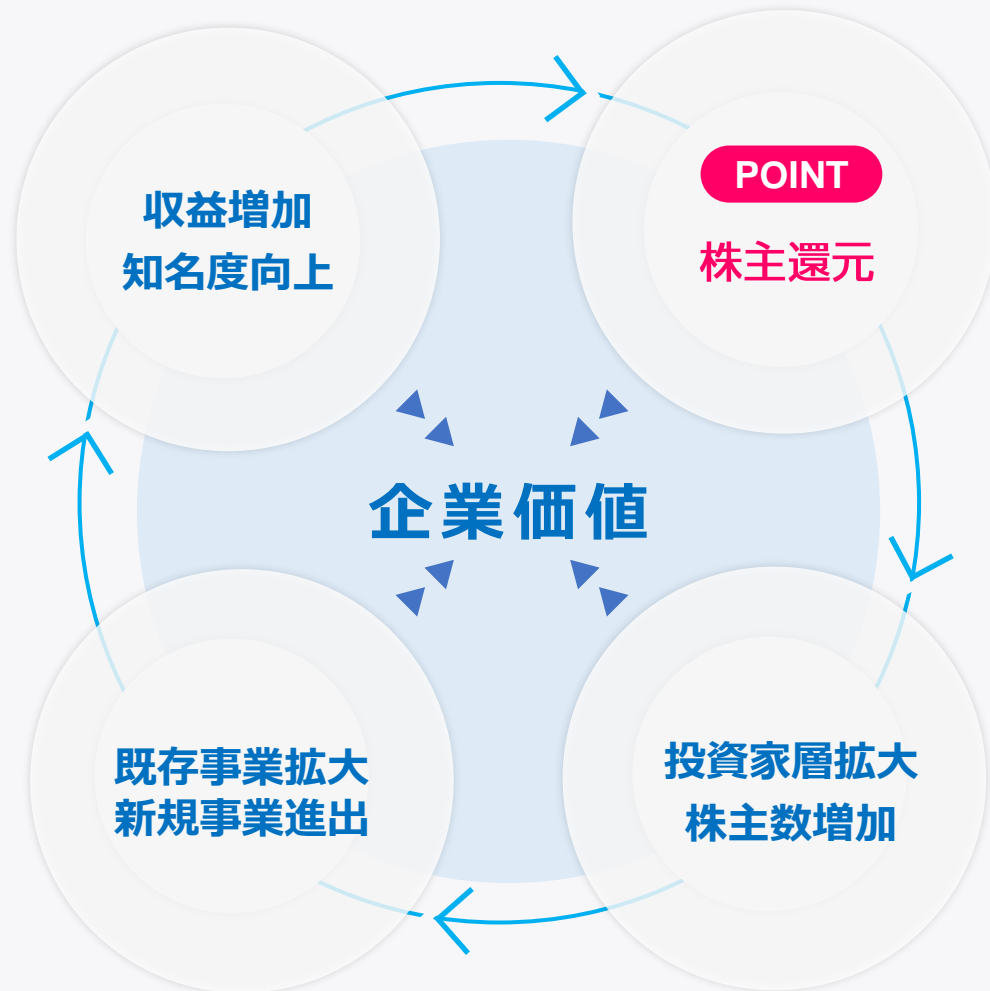 収益増加
知名度向上
POINT
株主還元
企業価値
既存事業拡大
新規事業進出
投資家層拡大
株主数増加